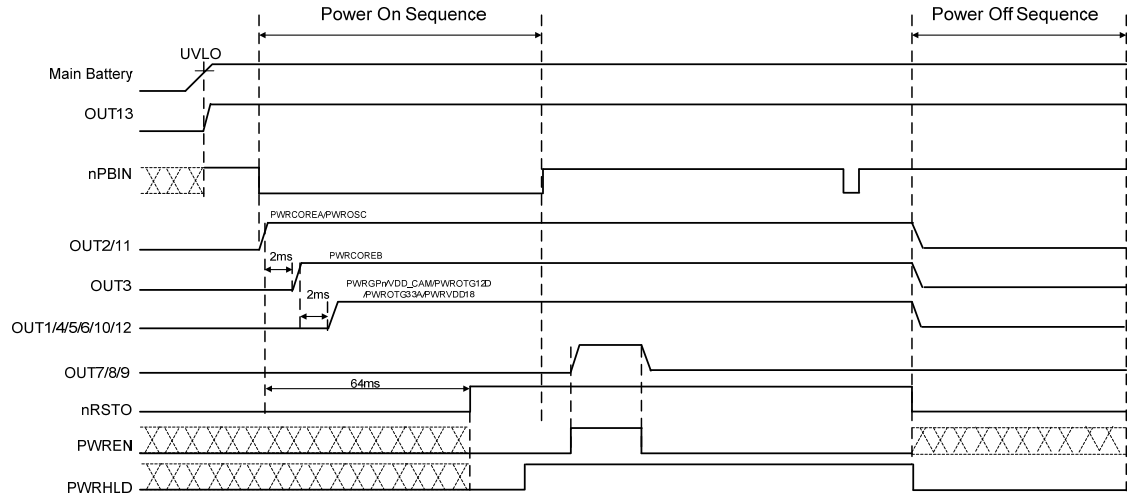 Power On Sequence
Power Off Sequence
UVLO
Main Battery
OUT13
nPBIN
PWRCOREA/PWROSC
OUT2/11
2ms
PWRCOREB
OUT3
2ms
PWRGPn/VDD_CAM/PWROTG12D
/PWROTG33A/PWRVDD18
OUT1/4/5/6/10/12
OUT7/8/9
64ms
nRSTO
PWREN
PWRHLD